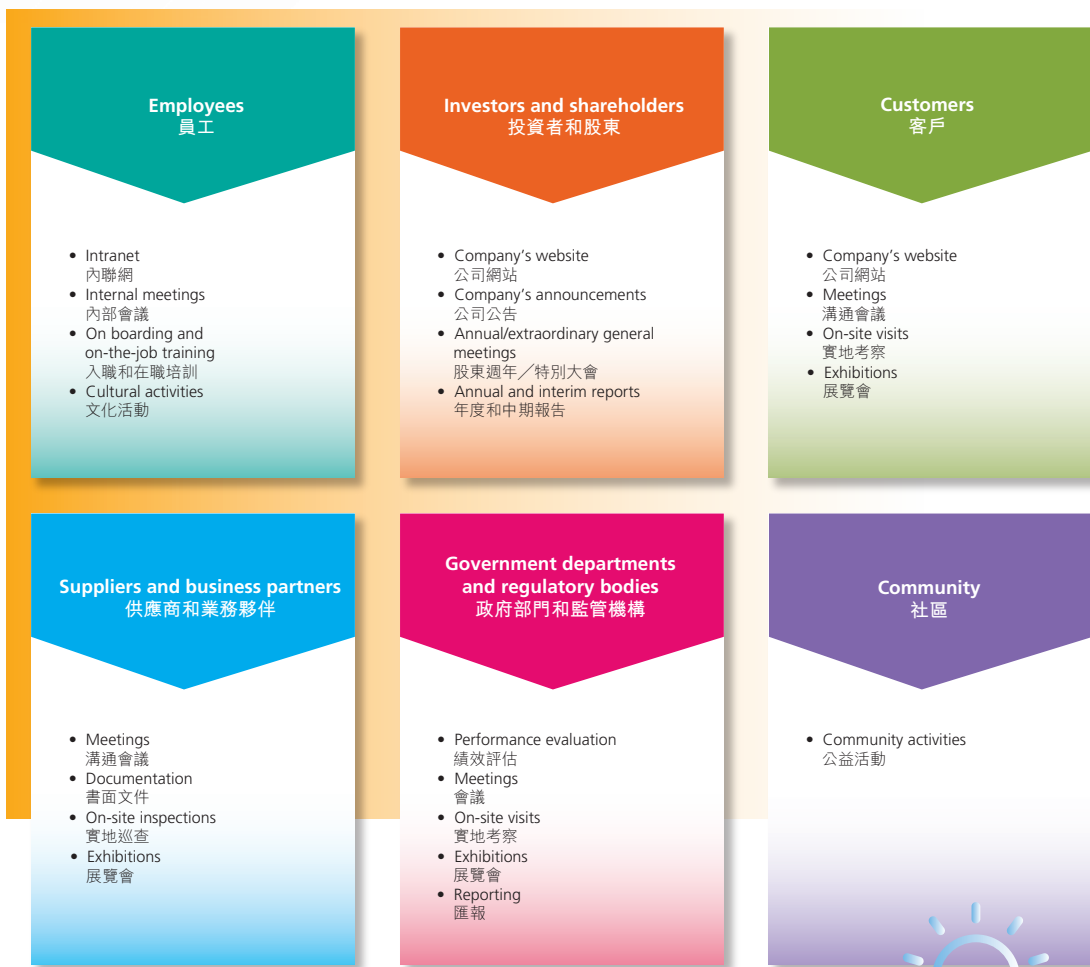 Employees
員工
• Intranet
內聯網
• Internal meetings
內部會議
• On boarding and
on-the-job training
入職和在職培訓
• Cultural activities
文化活動
Investors and shareholders
投資者和股東
• Company’s website
公司網站
• Company’s announcements
公司公告
• Annual/extraordinary general
meetings
股東週年／特別大會
• Annual and interim reports
年度和中期報告
Customers
客戶
• Company’s website
公司網站
• Meetings
溝通會議
• On-site visits
實地考察
• Exhibitions
展覽會
Suppliers and business partners
供應商和業務夥伴
• Meetings
溝通會議
• Documentation
書面文件
• On-site inspections
實地巡查
• Exhibitions
展覽會
Government departments
and regulatory bodies
政府部門和監管機構
• Performance evaluation
績效評估
• Meetings
會議
• On-site visits
實地考察
• Exhibitions
展覽會
• Reporting
匯報
Community
社區
• Community activities
公益活動